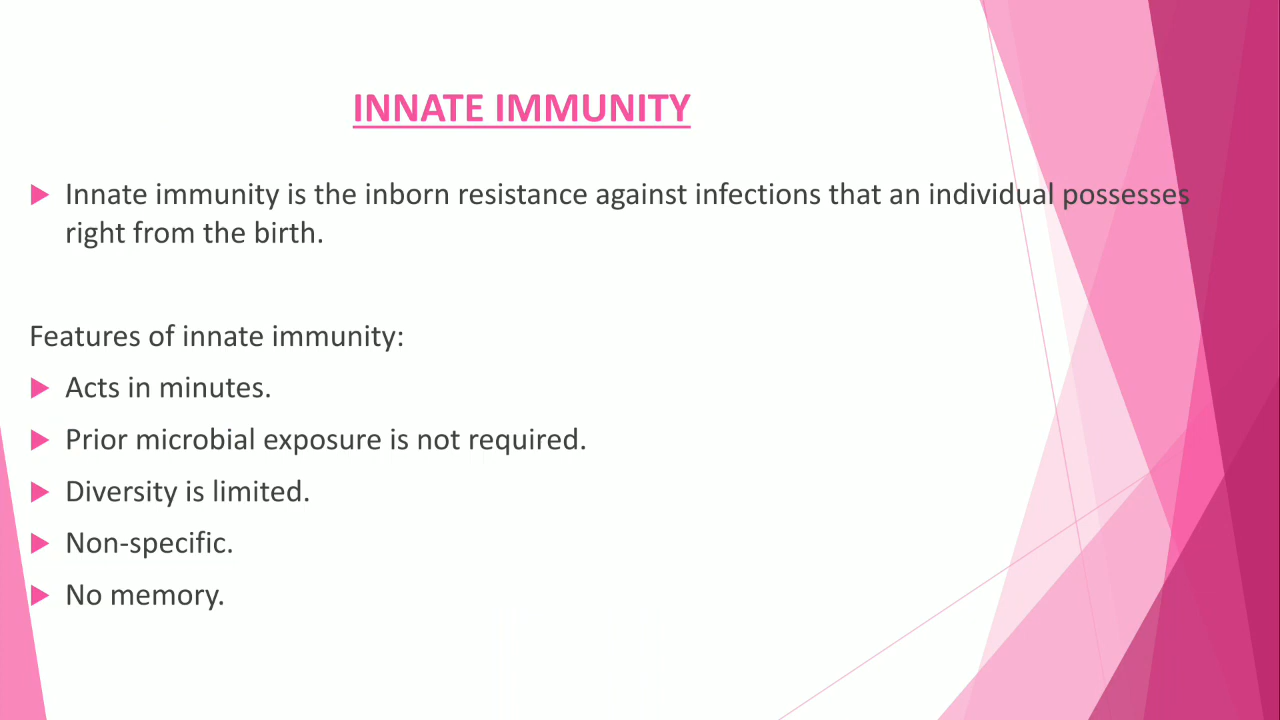 INNATE IMMUNITY
Innate immunity is the inborn resistance against infections that an individual possesses
right from the birth.
Features of innate immunity:
Acts in minutes.
Prior microbial exposure is not required.
Diversity is limited.
Non-specific.
No memory.